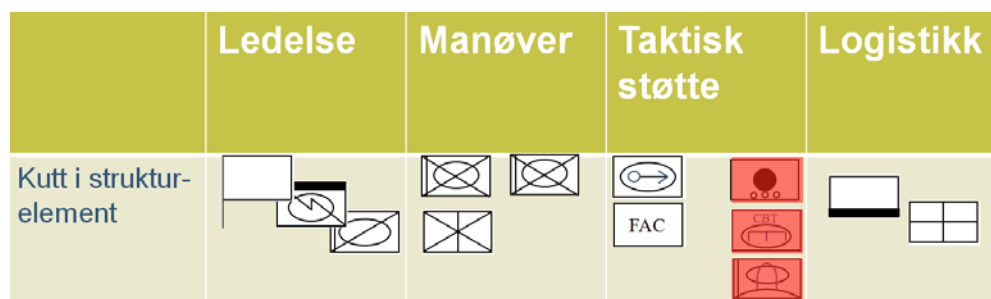 Ledelse
Manøver
Taktisk
støtte
Logistikk
Kutt i struktur-
element
FAC
CBT